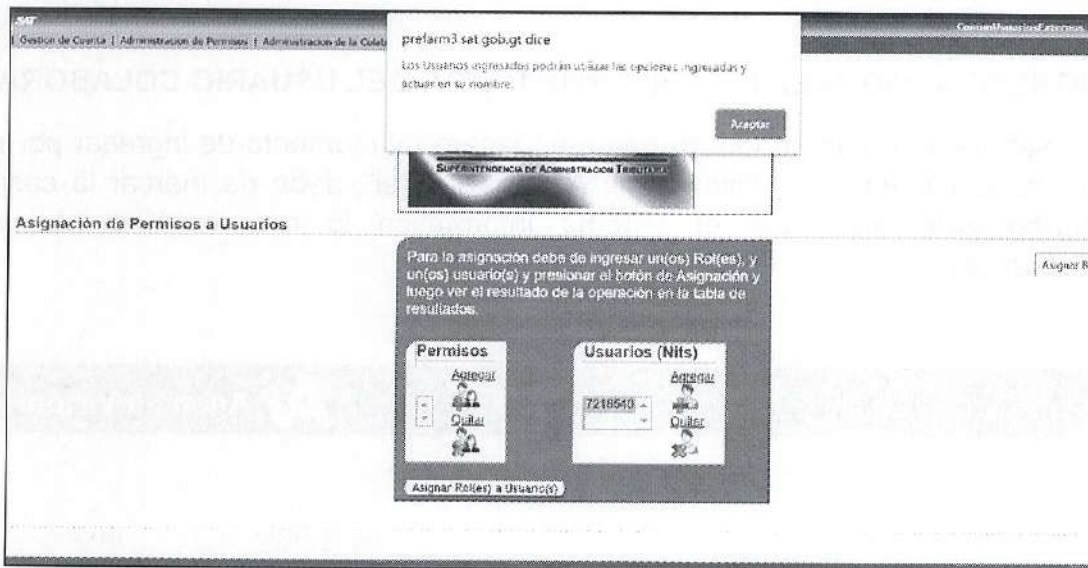 SAT
ComunUsuariosExternos
| Gestion de Cuenta | Administracion de Permisos | Administracion de la Colab
prefarm3 sat gob.gt dice
Los Usuarios ingresados podrán utilizar las opciones ingresadas y
actuar en su nombre.
Aceptar
SUPERINTENDENCIA DE ADMINISTRACION TRIBUTARIA
Asignación de Permisos a Usuarios
Para la asignación debe de ingresar un(os) Rol(es), y
un(os) usuario(s) y presionar el botón de Asignación y
luego ver el resultado de la operación en la tabla de
resultados.
Asignar R
Permisos
Usuarios (Nits)
Agregar
Agregar
7218540
Quitar
Quitar
Asignar Rol(es) a Usuario(s)